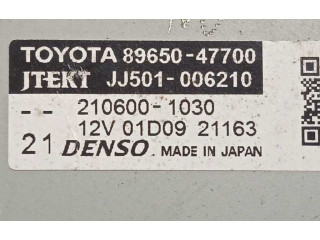 TOYOTA 89650-47700
JTEKT JJ501-006210
-- 210600-1030
12V 01D09 21163
21 DENSO MADE IN JAPAN